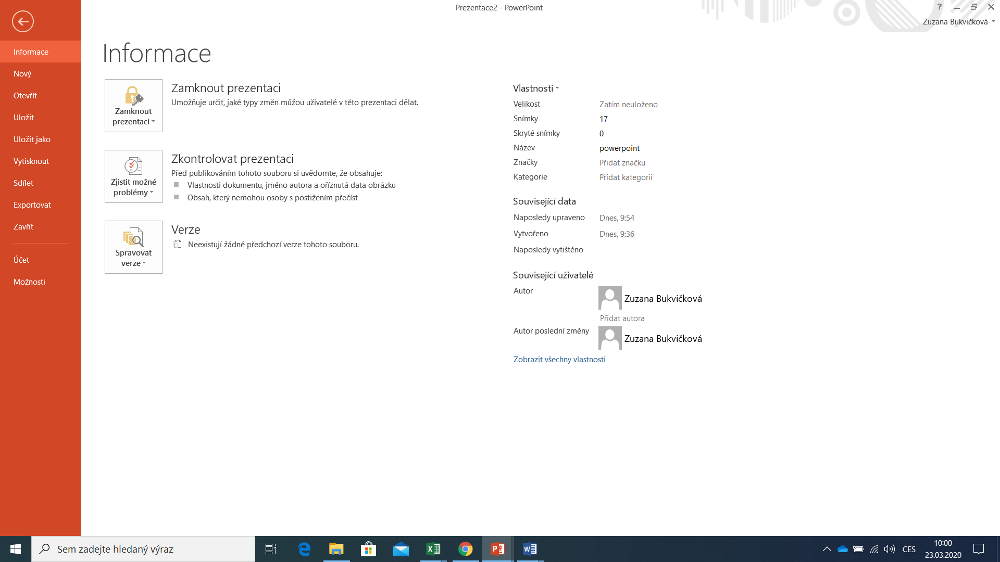 Prezentace2 - PowerPoint
?
Zuzana Bukvičková
Informace
Nový
Otevřít
Uložit
Uložit jako
Vytisknout
Sdílet
Exportovat
Zavřít
Účet
Možnosti
Informace
Zamknout
prezentaci
Zamknout prezentaci
Umožňuje určit, jaké typy změn můžou uživatelé v této prezentaci dělat.
Zjistit možné
problémy
Zkontrolovat prezentaci
Před publikováním tohoto souboru si uvědomte, že obsahuje:
Vlastnosti dokumentu, jméno autora a oříznutá data obrázku
Obsah, který nemohou osoby s postižením přečíst
Spravovat
verze
Verze
Neexistují žádné předchozí verze tohoto souboru.
Vlastnosti
Velikost Zatím neuloženo
Snímky 17
Skryté snímky 0
Název powerpoint
Značky Přidat značku
Kategorie Přidat kategorii
Související data
Naposledy upraveno Dnes, 9:54
Vytvořeno Dnes, 9:36
Naposledy vytištěno
Související uživatelé
Autor Zuzana Bukvičková
Přidat autora
Autor poslední změny Zuzana Bukvičková
Zobrazit všechny vlastnosti
Sem zadejte hledaný výraz
CES
10:00
23.03.2020